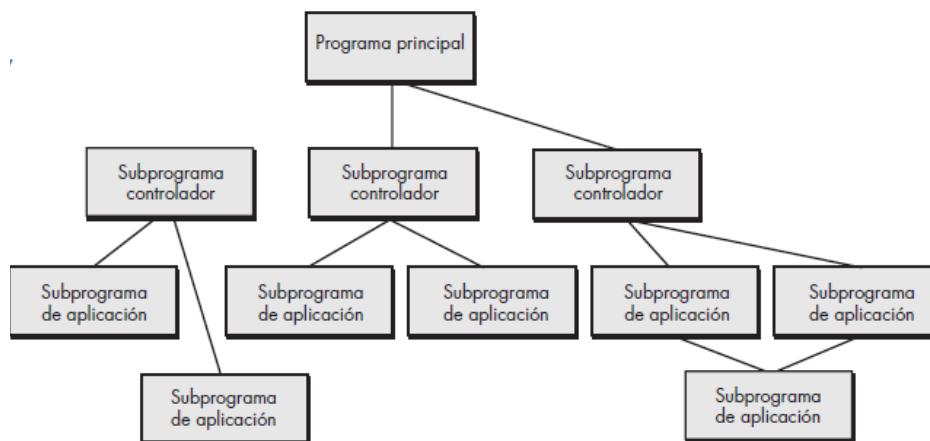 Programa principal
Subprograma
controlador
Subprograma
controlador
Subprograma
controlador
Subprograma
de aplicación
Subprograma
de aplicación
Subprograma
de aplicación
Subprograma
de aplicación
Subprograma
de aplicación
Subprograma
de aplicación
Subprograma
de aplicación